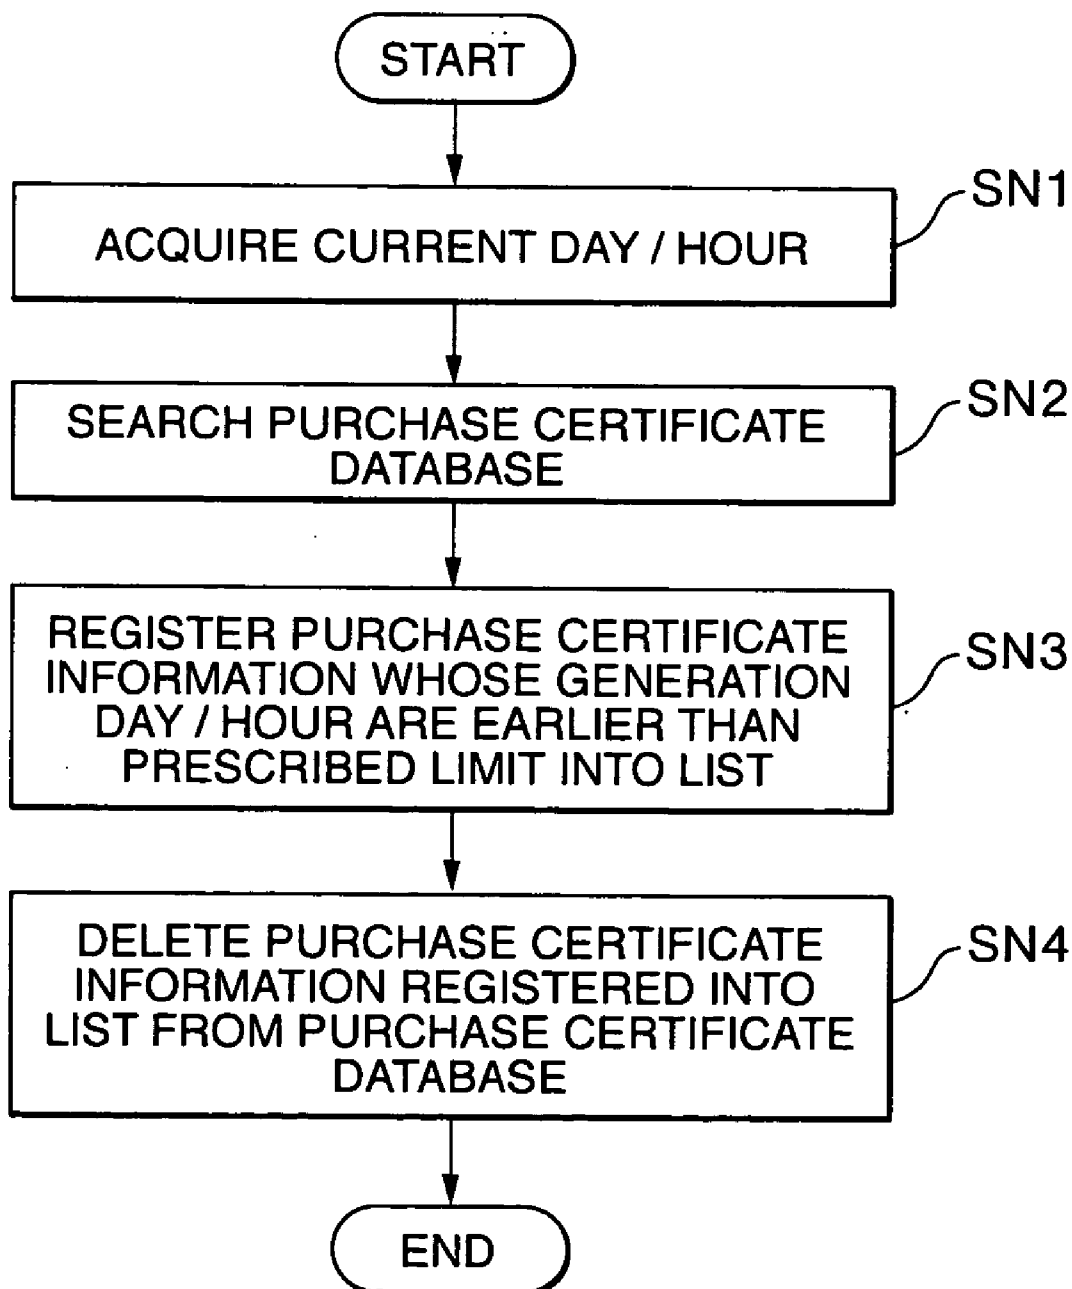 START
SN1
ACQUIRE CURRENT DAY / HOUR
SN2
SEARCH PURCHASE CERTIFICATE
DATABASE
SN3
REGISTER PURCHASE CERTIFICATE
INFORMATION WHOSE GENERATION
DAY / HOUR ARE EARLIER THAN
PRESCRIBED LIMIT INTO LIST
SN4
DELETE PURCHASE CERTIFICATE
INFORMATION REGISTERED INTO
LIST FROM PURCHASE CERTIFICATE
DATABASE
END